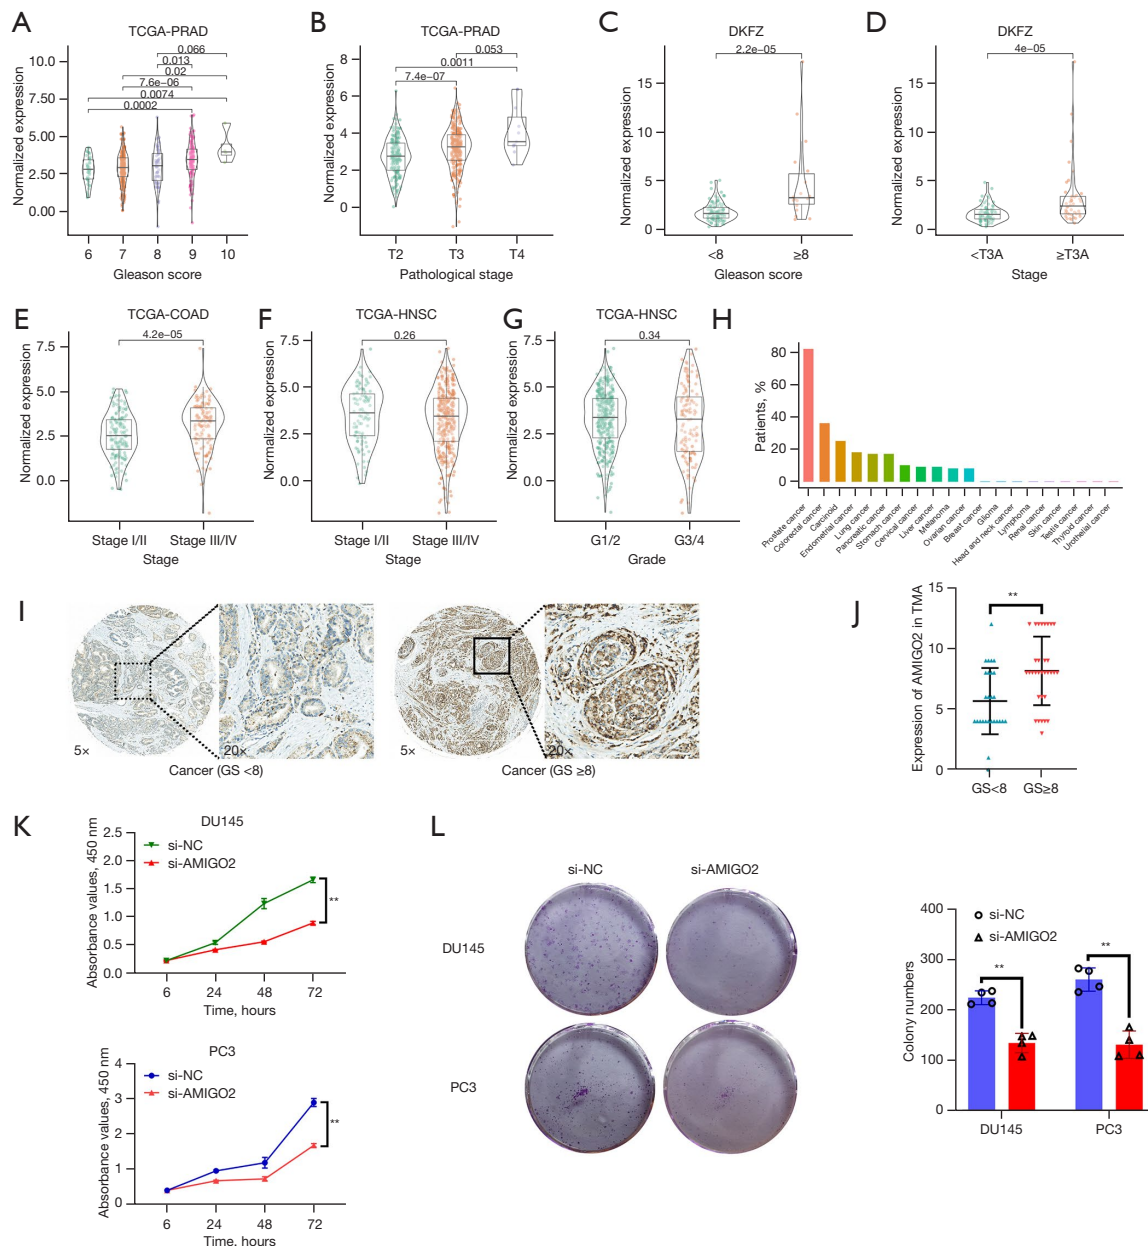 A
TCGA-PRAD
Normalized expression
10.0
7.50
5.00
2.50
0.00
0.066
0.013
0.02
7.6e−06
0.0074
0.0002
6 7 8 9 10
Gleason score
B
TCGA-PRAD
Normalized expression
8
6
4
2
0
0.053
0.0011
7.4e−07
T2 T3 T4
Pathological stage
C
DKFZ
Normalized expression
15
10
5
0
2.2e−05
<8 ≥8
Gleason score
D
DKFZ
Normalized expression
15
10
5
0
4e−05
<T3A ≥T3A
Stage
E
TCGA-COAD
Normalized expression
7.5
5.0
2.5
0.0
4.2e−05
Stage I/II Stage III/IV
Stage
F
TCGA-HNSC
Normalized expression
7.5
5.0
2.5
0.0
0.26
Stage I/II Stage III/IV
Stage
G
TCGA-HNSC
Normalized expression
7.5
5.0
2.5
0.0
0.34
G1/2 G3/4
Grade
H
Patients, %
80
60
40
20
0
Prostate cancer
Colorectal cancer
Carcinoid
Endometrial cancer
Lung cancer
Pancreatic cancer
Stomach cancer
Cervical cancer
Liver cancer
Melanoma
Ovarian cancer
Breast cancer
Glioma
Head and neck cancer
Lymphoma
Renal cancer
Skin cancer
Testis cancer
Thyroid cancer
Urothelial cancer
I
5×
20×
Cancer (GS <8)
5×
20×
Cancer (GS ≥8)
J
Expression of AMIGO2 in TMA
15
10
5
0
**
GS<8 GS≥8
K
DU145
Absorbance values, 450 nm
2.5
2.0
1.5
1.0
0.5
0.0
si-NC
si-AMIGO2
**
6 24 48 72
Time, hours
PC3
Absorbance values, 450 nm
4
3
2
1
0
si-NC
si-AMIGO2
**
6 24 48 72
Time, hours
L
si-NC si-AMIGO2
DU145
PC3
Colony numbers
400
300
200
100
0
si-NC
si-AMIGO2
**
**
DU145 PC3